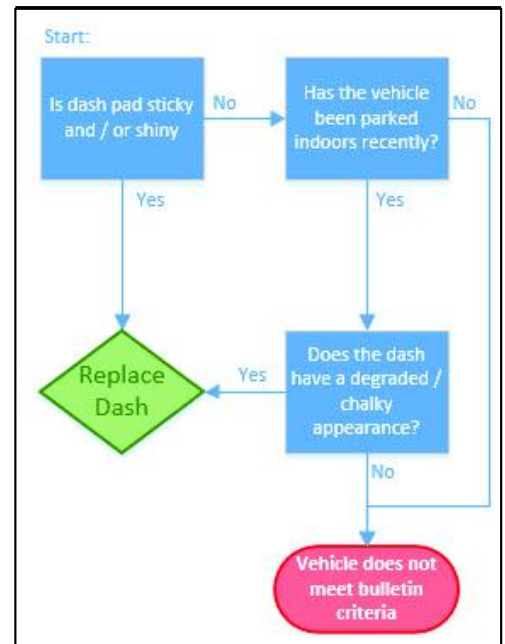 Start:
Is dash pad sticky
and / or shiny
No
Has the vehicle
been parked
indoors recently?
No
Yes
Yes
Replace
Dash
Yes
Does the dash
have a degraded /
chalky
appearance?
No
Vehicle does not
meet bulletin
criteria